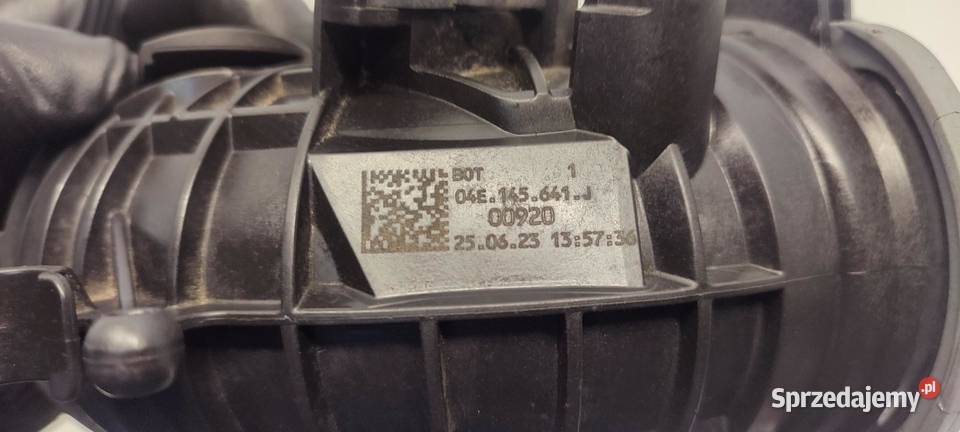 BOT 1
04E.145.641.J
00920
25.06.23 13:57:36
Sprzedajemy.pl